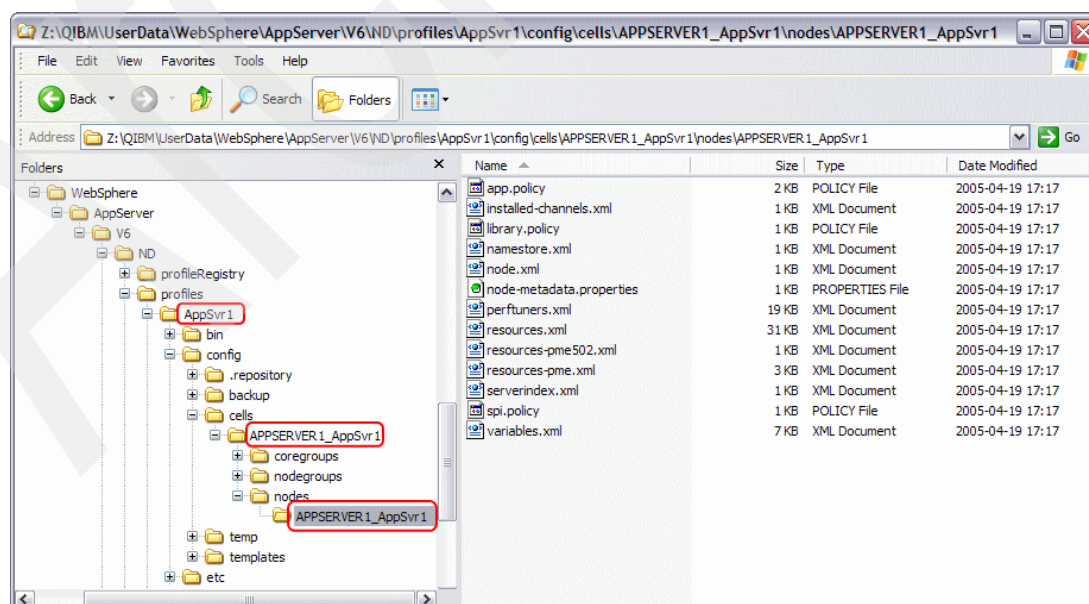 Z:\QIBM\UserData\WebSphere\AppServer\V6\ND\profiles\AppSvr1\config\cells\APPSERVER1_AppSvr1\nodes\APPSERVER1_AppSvr1
File Edit View Favorites Tools Help
Back Search Folders
Address Z:\QIBM\UserData\WebSphere\AppServer\V6\ND\profiles\AppSvr1\config\cells\APPSERVER1_AppSvr1\nodes\APPSERVER1_AppSvr1 Go
Folders x Name Size Type Date Modified
WebSphere
AppServer
V6
ND
profileRegistry
profiles
AppSvr1
bin
config
.repository
backup
cells
APPSERVER1_AppSvr1
coregroups
nodegroups
nodes
APPSERVER1_AppSvr1
temp
templates
etc
app.policy 2 KB POLICY File 2005-04-19 17:17
installed-channels.xml 1 KB XML Document 2005-04-19 17:17
library.policy 1 KB POLICY File 2005-04-19 17:17
namestore.xml 1 KB XML Document 2005-04-19 17:17
node.xml 1 KB XML Document 2005-04-19 17:17
node-metadata.properties 1 KB PROPERTIES File 2005-04-19 17:17
perftuners.xml 19 KB XML Document 2005-04-19 17:17
resources.xml 31 KB XML Document 2005-04-19 17:17
resources-pme502.xml 1 KB XML Document 2005-04-19 17:17
resources-pme.xml 3 KB XML Document 2005-04-19 17:17
serverindex.xml 1 KB XML Document 2005-04-19 17:17
spi.policy 1 KB POLICY File 2005-04-19 17:17
variables.xml 7 KB XML Document 2005-04-19 17:17